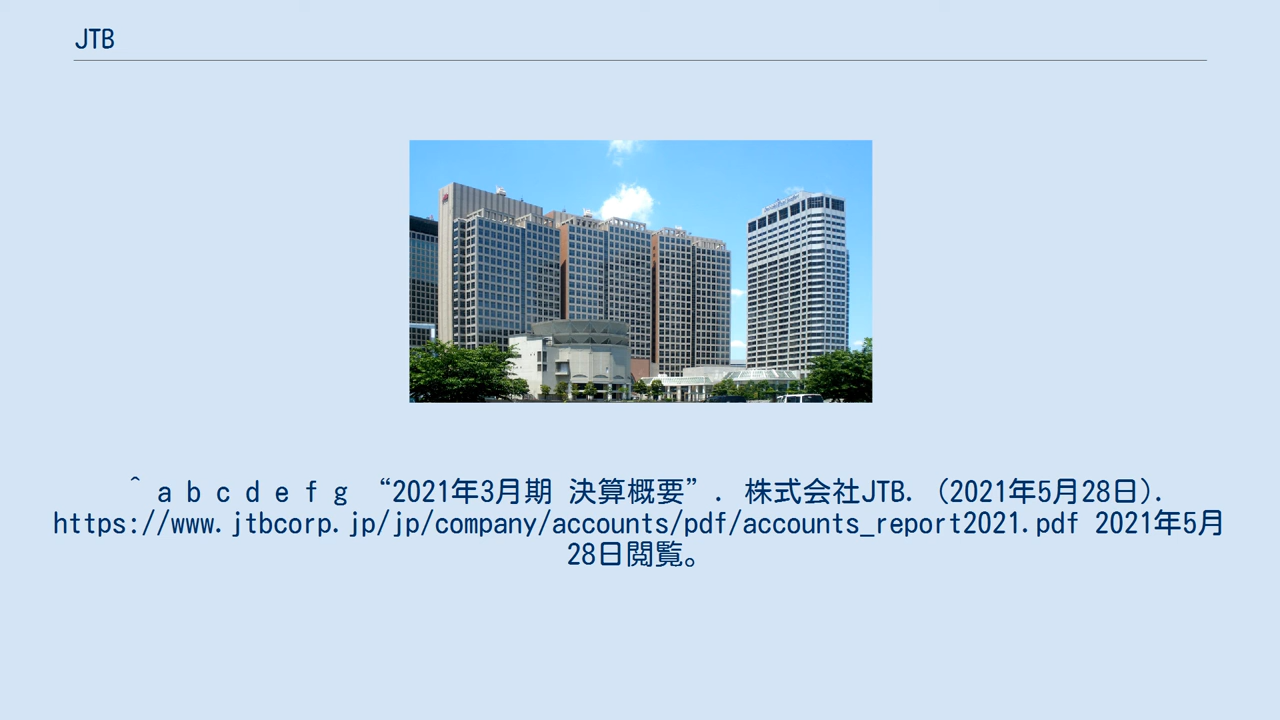 JTB
^ a b c d e f g “2021年3月期 決算概要”. 株式会社JTB. (2021年5月28日).
https://www.jtbcorp.jp/jp/company/accounts/pdf/accounts_report2021.pdf 2021年5月
28日閲覧。